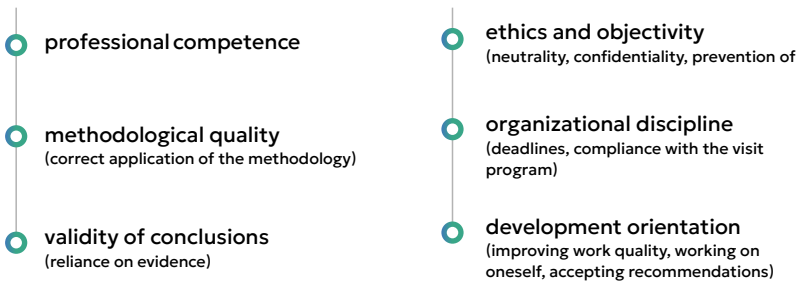 professional competence
methodological quality
(correct application of the methodology)
validity of conclusions
(reliance on evidence)
ethics and objectivity
(neutrality, confidentiality, prevention of
organizational discipline
(deadlines, compliance with the visit
program)
development orientation
(improving work quality, working on
oneself, accepting recommendations)